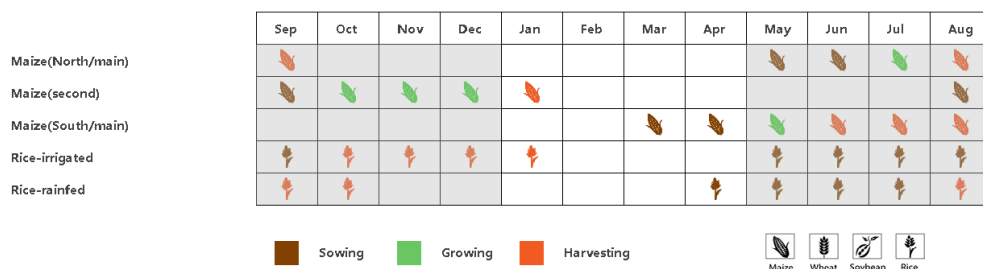 Sep Oct Nov Dec Jan Feb Mar Apr May Jun Jul Aug
Maize(North/main)
Maize(second)
Maize(South/main)
Rice-irrigated
Rice-rainfed
Sowing Growing Harvesting
Maize Wheat Soybean Rice